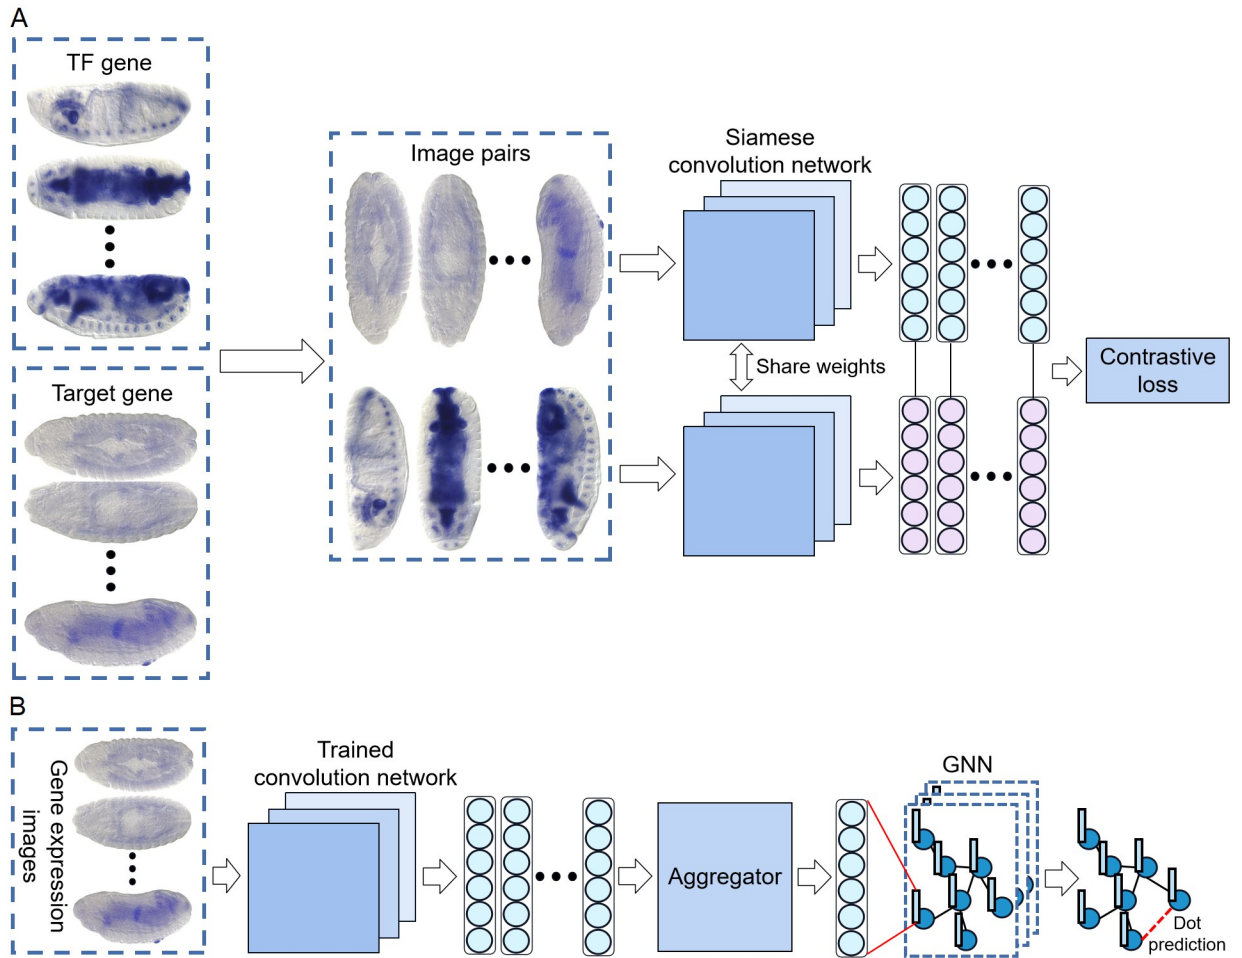 A
TF gene
Target gene
Image pairs
Siamese
convolution network
Share weights
Contrastive
loss
B
Gene expression
images
Trained
convolution network
Aggregator
GNN
Dot
prediction